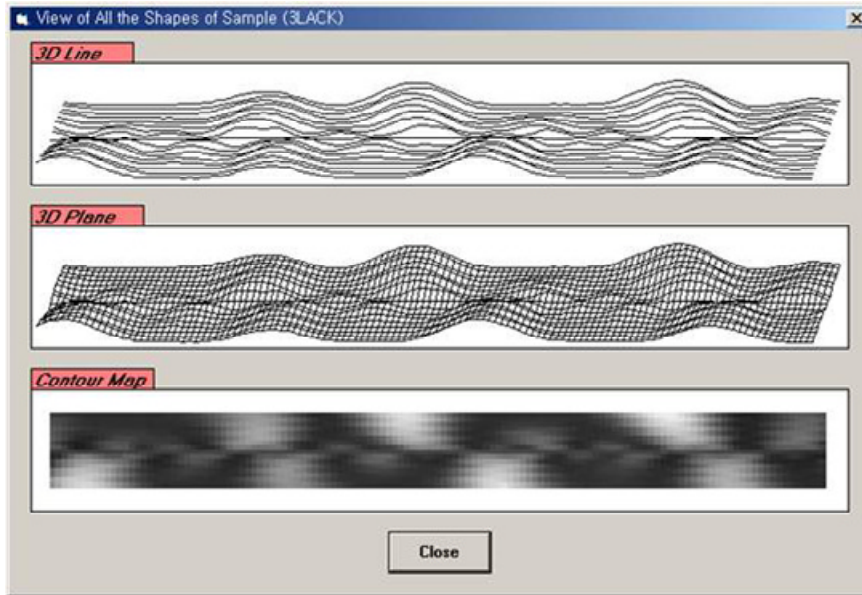 View of All the Shapes of Sample (3LACK)
3D Line
3D Plane
Contour Map
Close